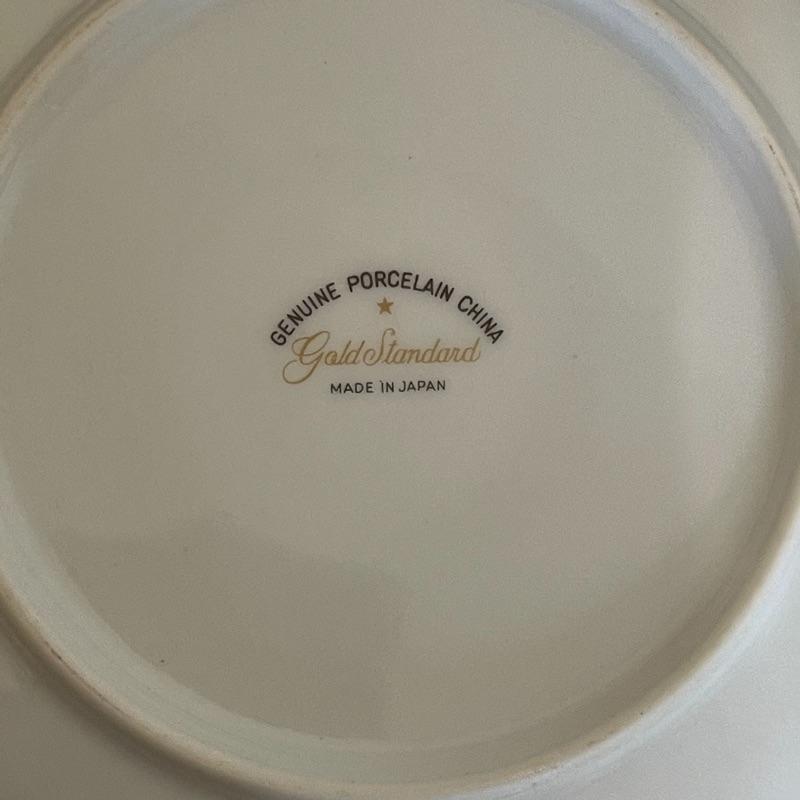 GENUINE PORCELAIN CHINA
Gold Standard
MADE IN JAPAN